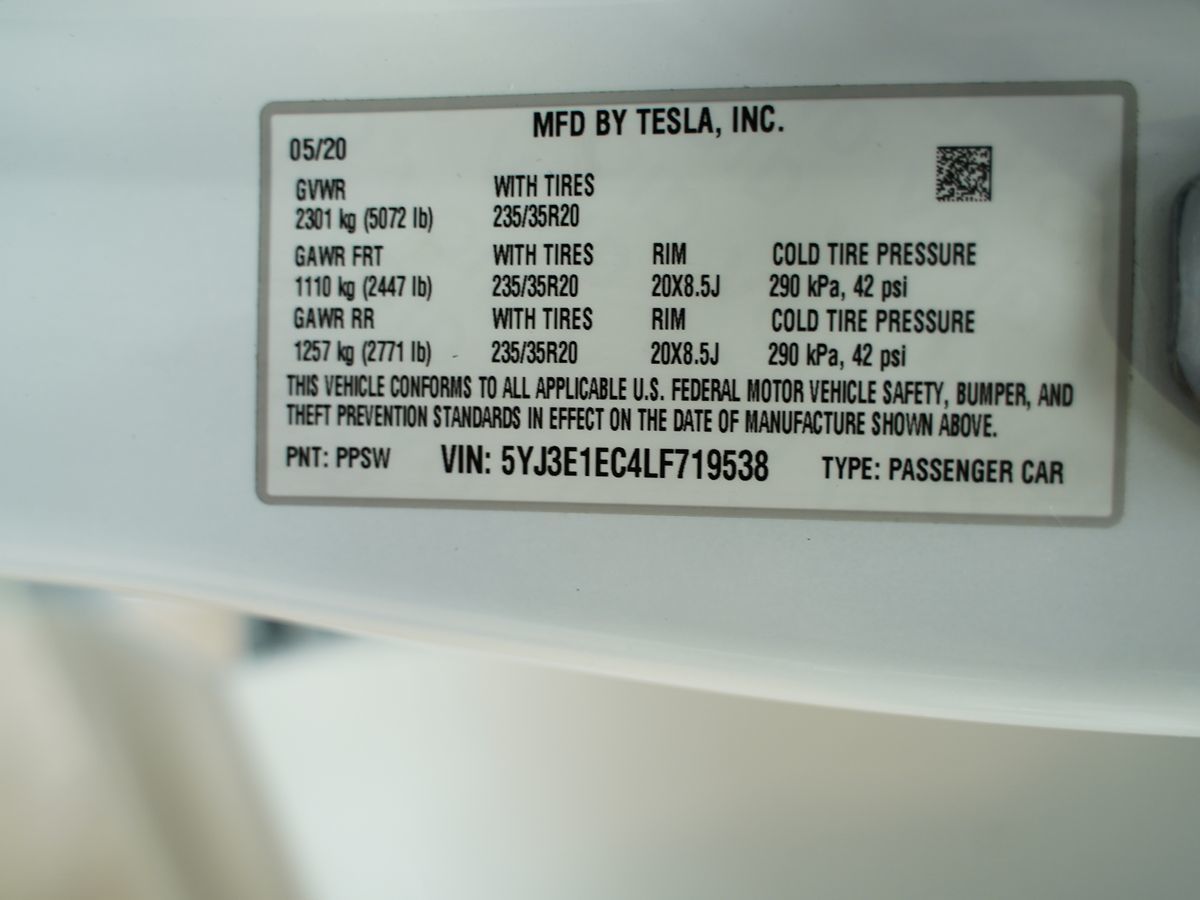 MFD BY TESLA, INC.
05/20
GVWR WITH TIRES
2301 kg (5072 lb) 235/35R20
GAWR FRT WITH TIRES RIM COLD TIRE PRESSURE
1110 kg (2447 lb) 235/35R20 20X8.5J 290 kPa, 42 psi
GAWR RR WITH TIRES RIM COLD TIRE PRESSURE
1257 kg (2771 lb) 235/35R20 20X8.5J 290 kPa, 42 psi
THIS VEHICLE CONFORMS TO ALL APPLICABLE U.S. FEDERAL MOTOR VEHICLE SAFETY, BUMPER, AND
THEFT PREVENTION STANDARDS IN EFFECT ON THE DATE OF MANUFACTURE SHOWN ABOVE.
PNT: PPSW VIN: 5YJ3E1EC4LF719538 TYPE: PASSENGER CAR